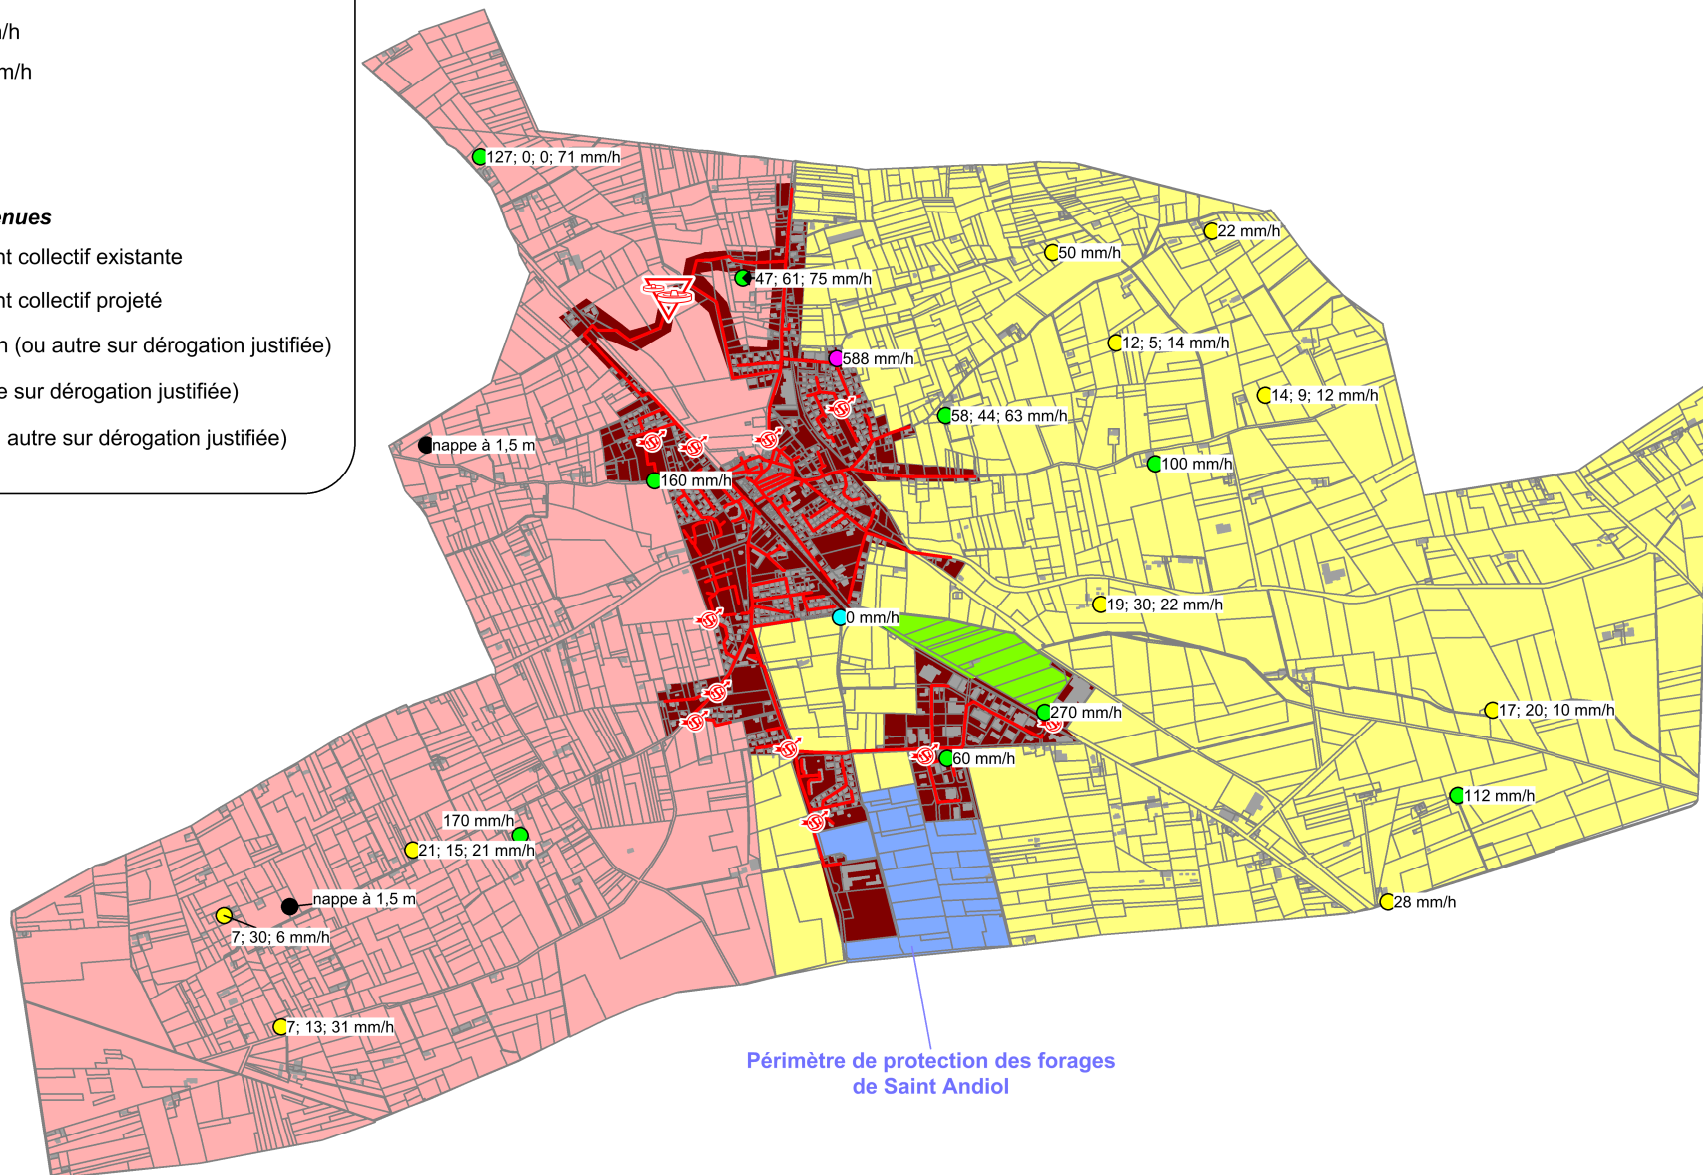 m/h
enues
nt collectif existante
nt collectif projeté
n (ou autre sur dérogation justifiée)
e sur dérogation justifiée)
autre sur dérogation justifiée)
127; 0; 0; 71 mm/h
22 mm/h
50 mm/h
47; 61; 75 mm/h
12; 5; 14 mm/h
588 mm/h
14; 9; 12 mm/h
58; 44; 63 mm/h
nappe à 1,5 m
100 mm/h
160 mm/h
19; 30; 22 mm/h
0 mm/h
17; 20; 10 mm/h
270 mm/h
60 mm/h
112 mm/h
170 mm/h
21; 15; 21 mm/h
nappe à 1,5 m
28 mm/h
7; 30; 6 mm/h
7; 13; 31 mm/h
Périmètre de protection des forages
de Saint Andiol